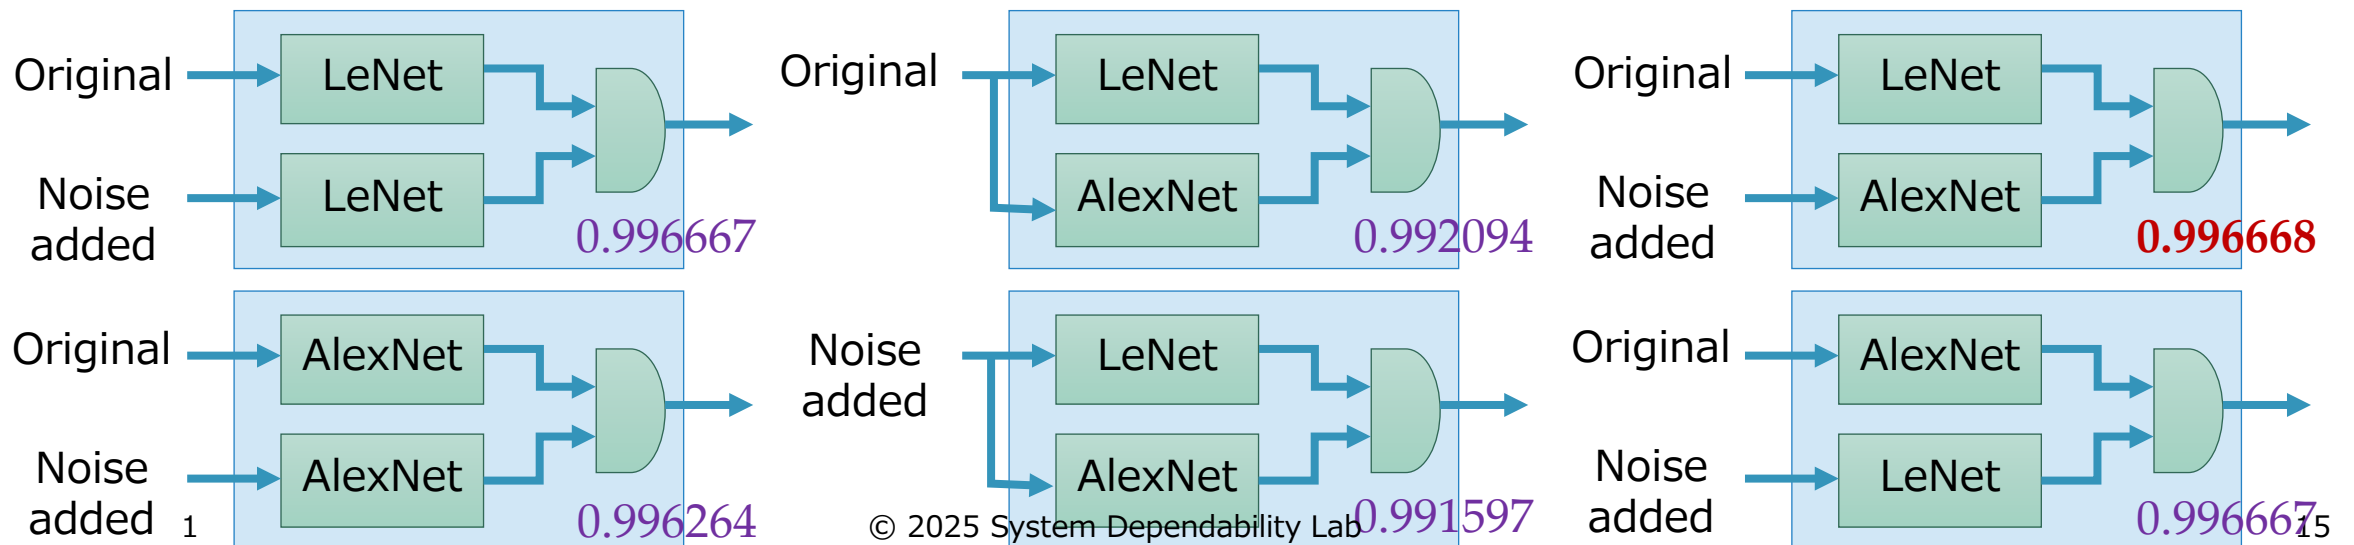 Original
LeNet
Noise
added
LeNet
0.996667
Original
LeNet
AlexNet
0.992094
Original
LeNet
Noise
added
AlexNet
0.996668
Original
AlexNet
Noise
added
AlexNet
0.996264
Noise
added
LeNet
AlexNet
0.991597
Original
AlexNet
Noise
added
LeNet
0.996667
1
© 2025 System Dependability Lab
15